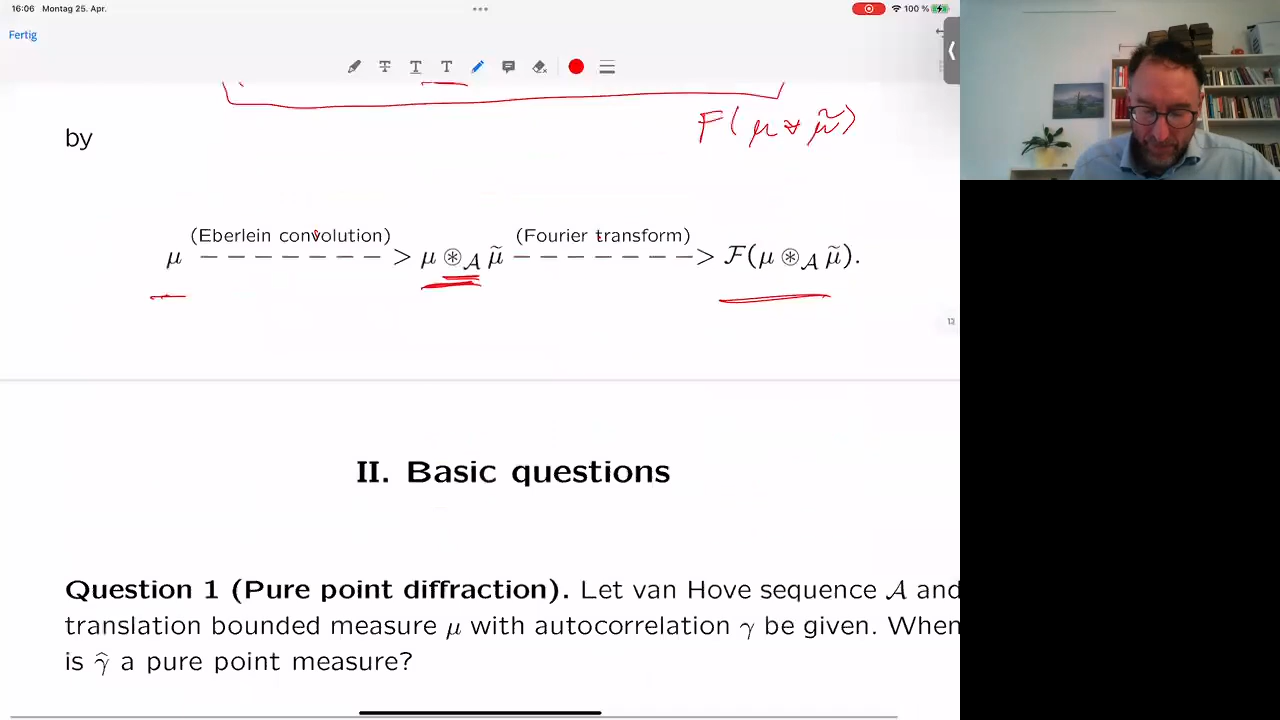 16:06 Montag 25. Apr.
100 %
Fertig
F(μ * μ̃)
by
(Eberlein convolution) (Fourier transform)
μ − − − − − − − > μ ⊛_𝒜 μ̃ − − − − − − − > ℱ(μ ⊛_𝒜 μ̃).
12
II. Basic questions
Question 1 (Pure point diffraction). Let van Hove sequence 𝒜 and
translation bounded measure μ with autocorrelation γ be given. When
is γ̂ a pure point measure?